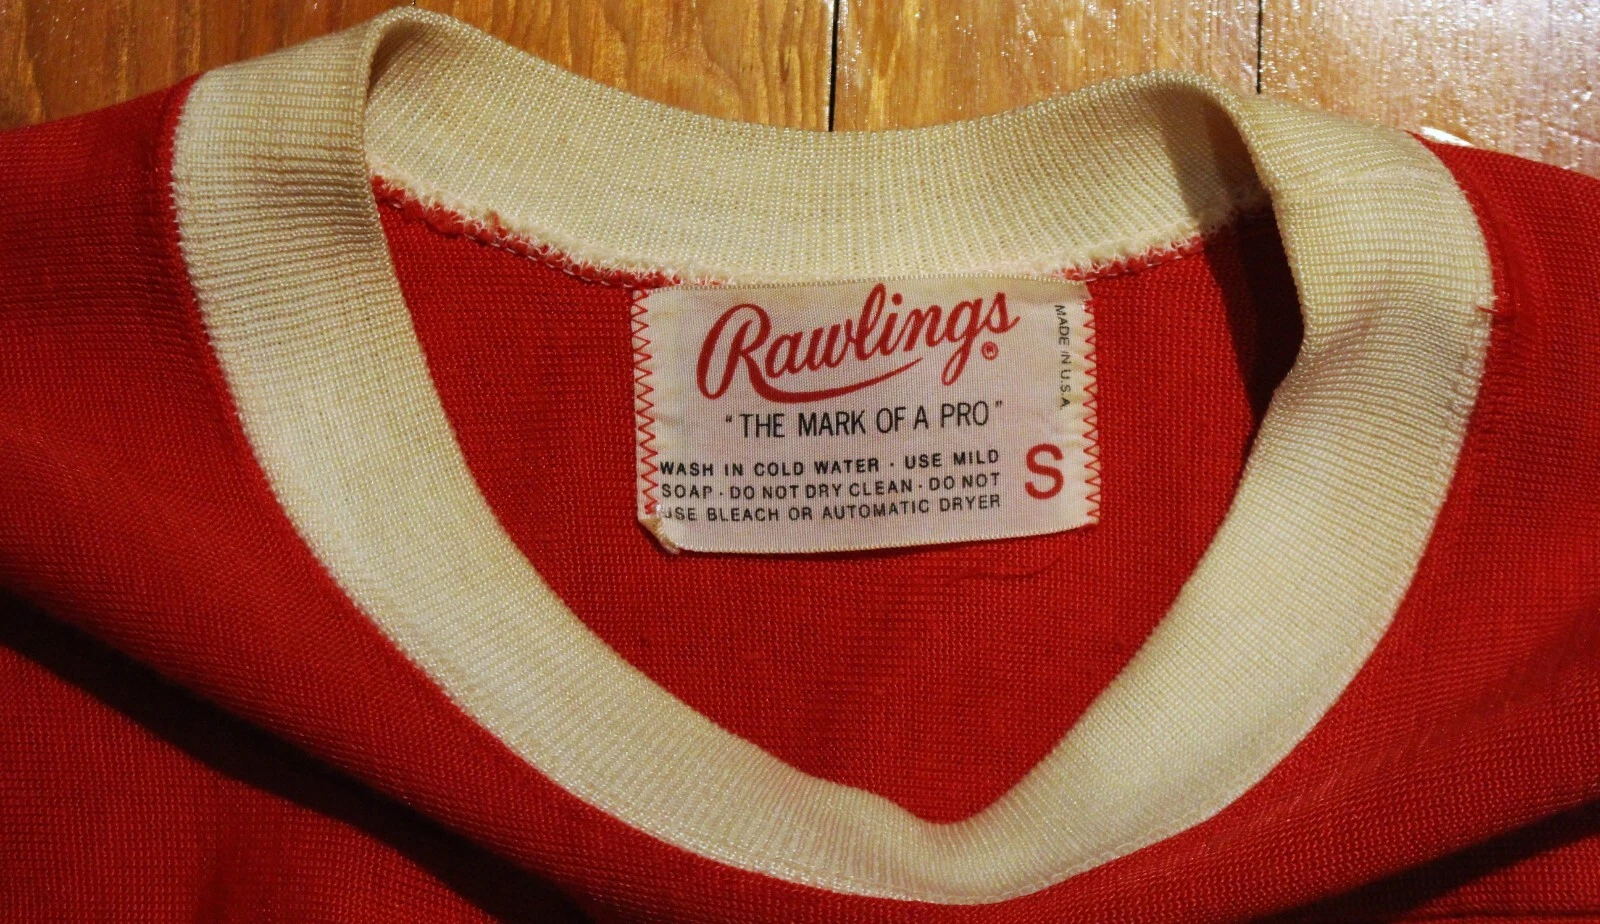 Rawlings®
"THE MARK OF A PRO"
WASH IN COLD WATER · USE MILD
SOAP · DO NOT DRY CLEAN · DO NOT
USE BLEACH OR AUTOMATIC DRYER
S
MADE IN U.S.A.